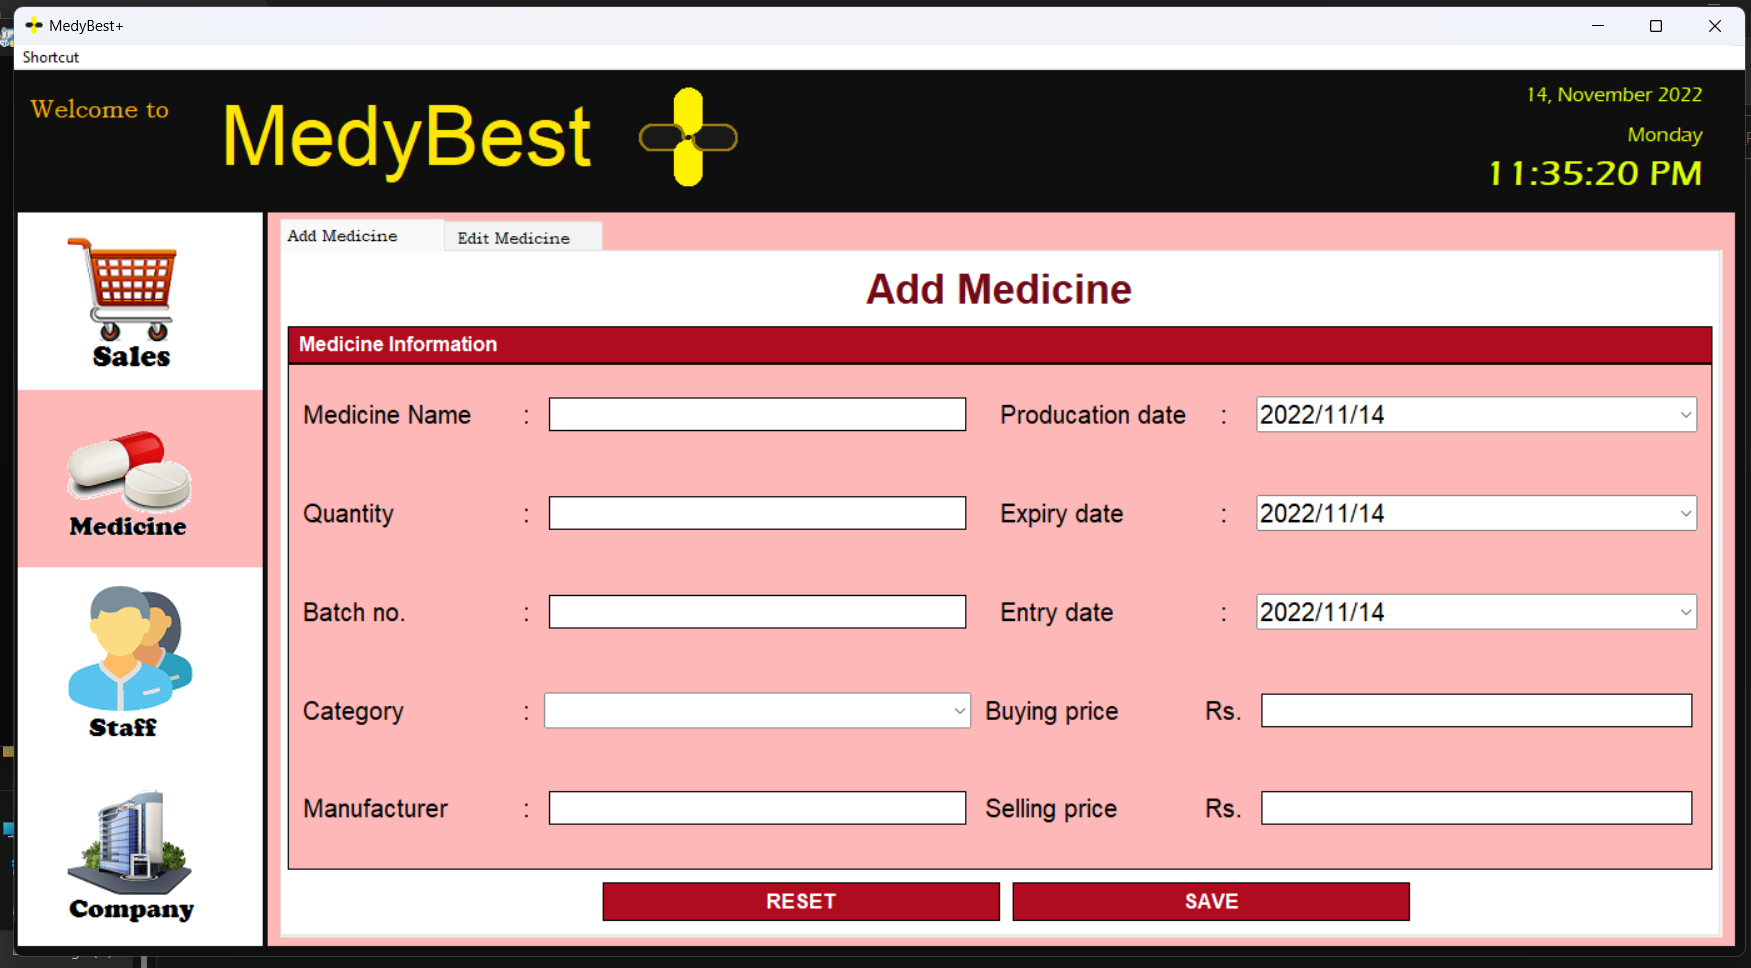 MedyBest+
Shortcut
Welcome to
MedyBest
14, November 2022
Monday
11:35:20 PM
Sales
Medicine
Staff
Company
Add Medicine
Edit Medicine
Add Medicine
Medicine Information
Medicine Name :
Producation date : 2022/11/14
Quantity :
Expiry date : 2022/11/14
Batch no. :
Entry date : 2022/11/14
Category :
Buying price Rs.
Manufacturer :
Selling price Rs.
RESET
SAVE